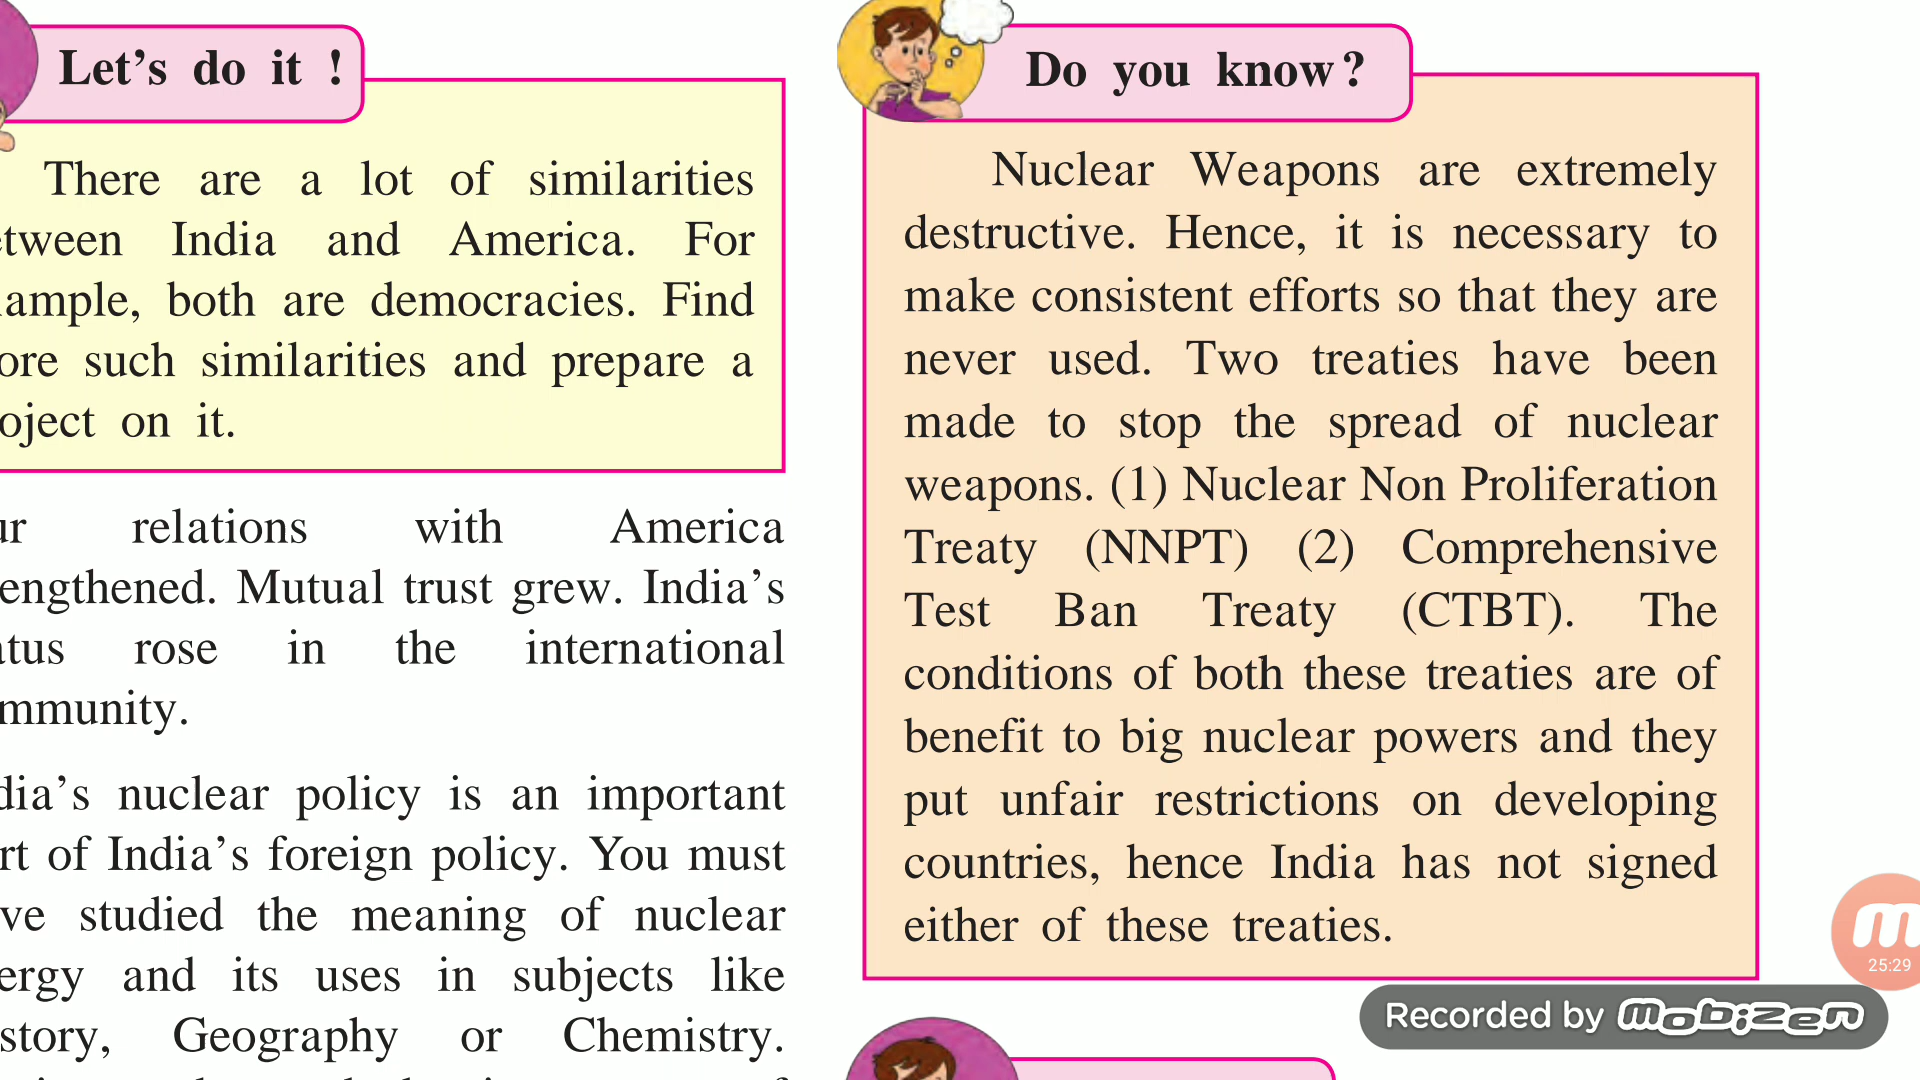 Let's do it !
There are a lot of similarities
etween India and America. For
ample, both are democracies. Find
ore such similarities and prepare a
oject on it.
ur relations with America
engthened. Mutual trust grew. India's
atus rose in the international
mmunity.
dia's nuclear policy is an important
rt of India's foreign policy. You must
ve studied the meaning of nuclear
ergy and its uses in subjects like
story, Geography or Chemistry.
Do you know?
Nuclear Weapons are extremely
destructive. Hence, it is necessary to
make consistent efforts so that they are
never used. Two treaties have been
made to stop the spread of nuclear
weapons. (1) Nuclear Non Proliferation
Treaty (NNPT) (2) Comprehensive
Test Ban Treaty (CTBT). The
conditions of both these treaties are of
benefit to big nuclear powers and they
put unfair restrictions on developing
countries, hence India has not signed
either of these treaties.
25:29
Recorded by mobizen